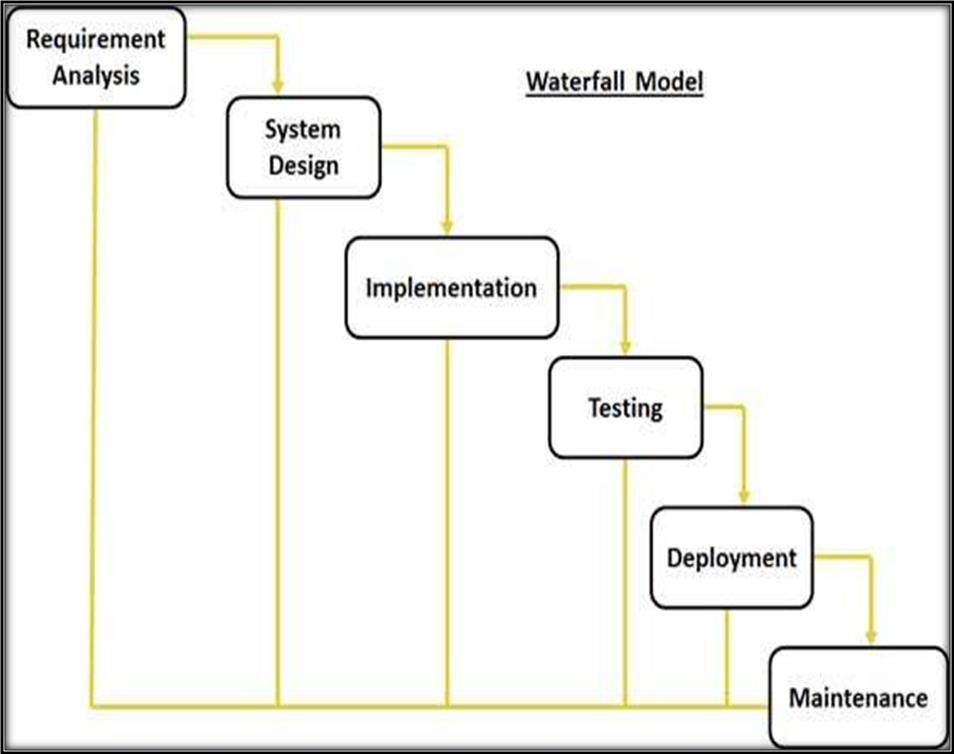 Requirement
Analysis
Waterfall Model
System
Design
Implementation
Testing
Deployment
Maintenance